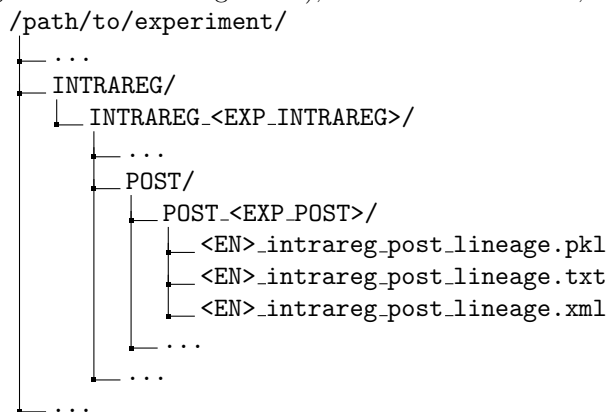 /path/to/experiment/
...
INTRAREG/
INTRAREG_<EXP_INTRAREG>/
...
POST/
POST_<EXP_POST>/
<EN>_intrareg_post_lineage.pkl
<EN>_intrareg_post_lineage.txt
<EN>_intrareg_post_lineage.xml
...
...
...